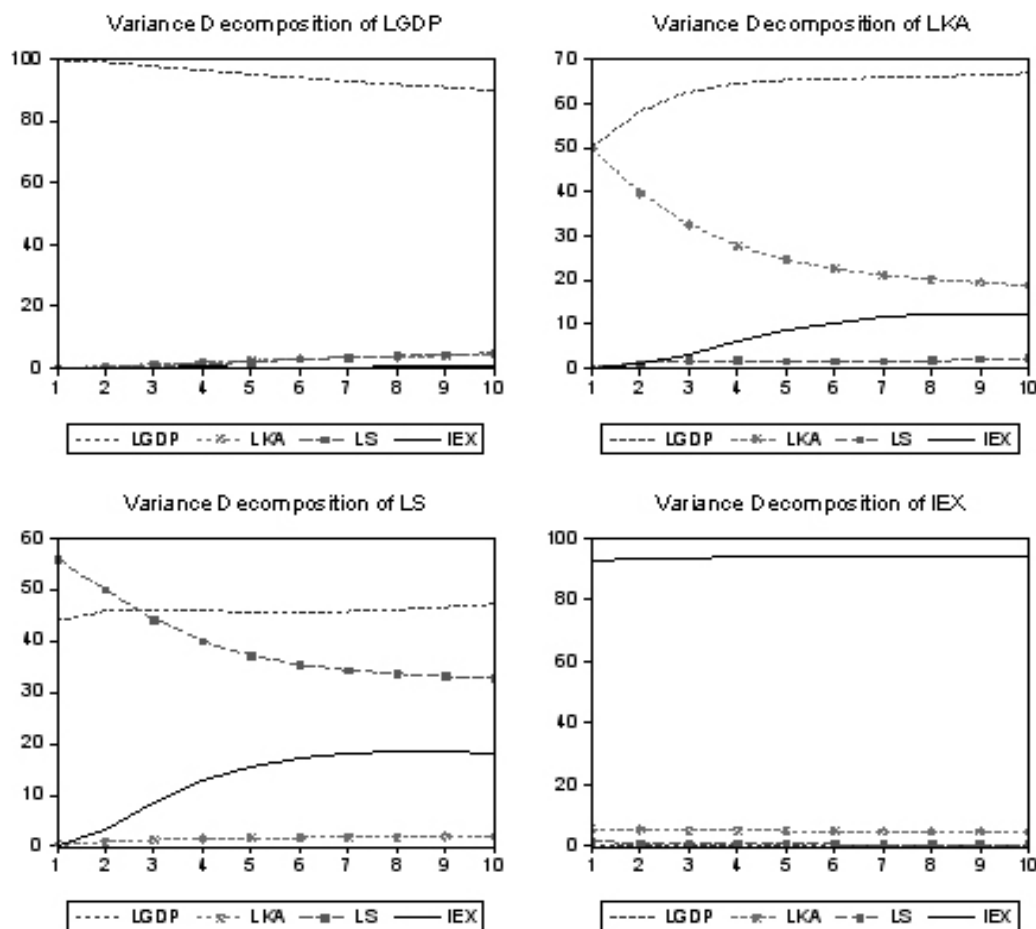 Variance Decomposition of LGDP
100
80
60
40
20
0
1 2 3 4 5 6 7 8 9 10
LGDP LKA LS IEX
Variance Decomposition of LKA
70
60
50
40
30
20
10
0
1 2 3 4 5 6 7 8 9 10
LGDP LKA LS IEX
Variance Decomposition of LS
60
50
40
30
20
10
0
1 2 3 4 5 6 7 8 9 10
LGDP LKA LS IEX
Variance Decomposition of IEX
100
80
60
40
20
0
1 2 3 4 5 6 7 8 9 10
LGDP LKA LS IEX